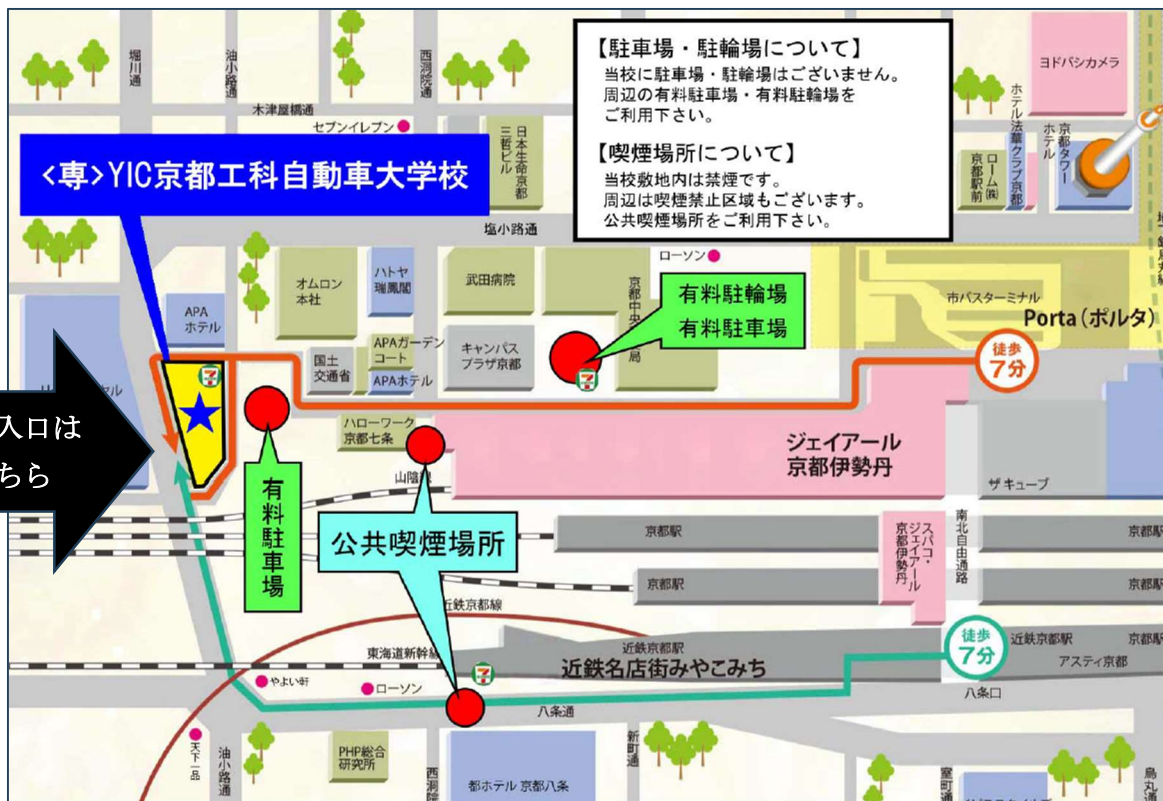 堀川通
油小路通
西洞院通
木津屋橋通
セブンイレブン
日本生命京都
三哲ビル
【駐車場・駐輪場について】
当校に駐車場・駐輪場はございません。
周辺の有料駐車場・有料駐輪場を
ご利用下さい。
【喫煙場所について】
当校敷地内は禁煙です。
周辺は喫煙禁止区域もございます。
公共喫煙場所をご利用下さい。
ヨドバシカメラ
ホテル法華クラブ京都
京都タワー
ホテル
ローム㈱
京都駅前
<専>YIC京都工科自動車大学校
塩小路通
ローソン
APA
ホテル
オムロン
本社
ハトヤ
瑞鳳閣
武田病院
京都中央
局
有料駐輪場
有料駐車場
市バスターミナル
Porta(ポルタ)
徒歩
7分
国土
交通省
APAガーデン
コート
APAホテル
キャンパス
プラザ京都
入口は
ちら
ハローワーク
京都七条
ジェイアール
京都伊勢丹
ザ キューブ
山陰
有料駐車場
公共喫煙場所
京都駅
京都駅
スバコ・
ジェイアール
京都伊勢丹
南北自由通路
京都駅
京都駅
近鉄京都線
東海道新幹線
近鉄京都駅
近鉄名店街みやこみち
徒歩
7分
近鉄京都駅
京都駅
アスティ京都
やよい軒
ローソン
八条通
八条口
天下一品
油小路通
PHP総合
研究所
西洞院
都ホテル 京都八条
新町通
室町通
烏丸通